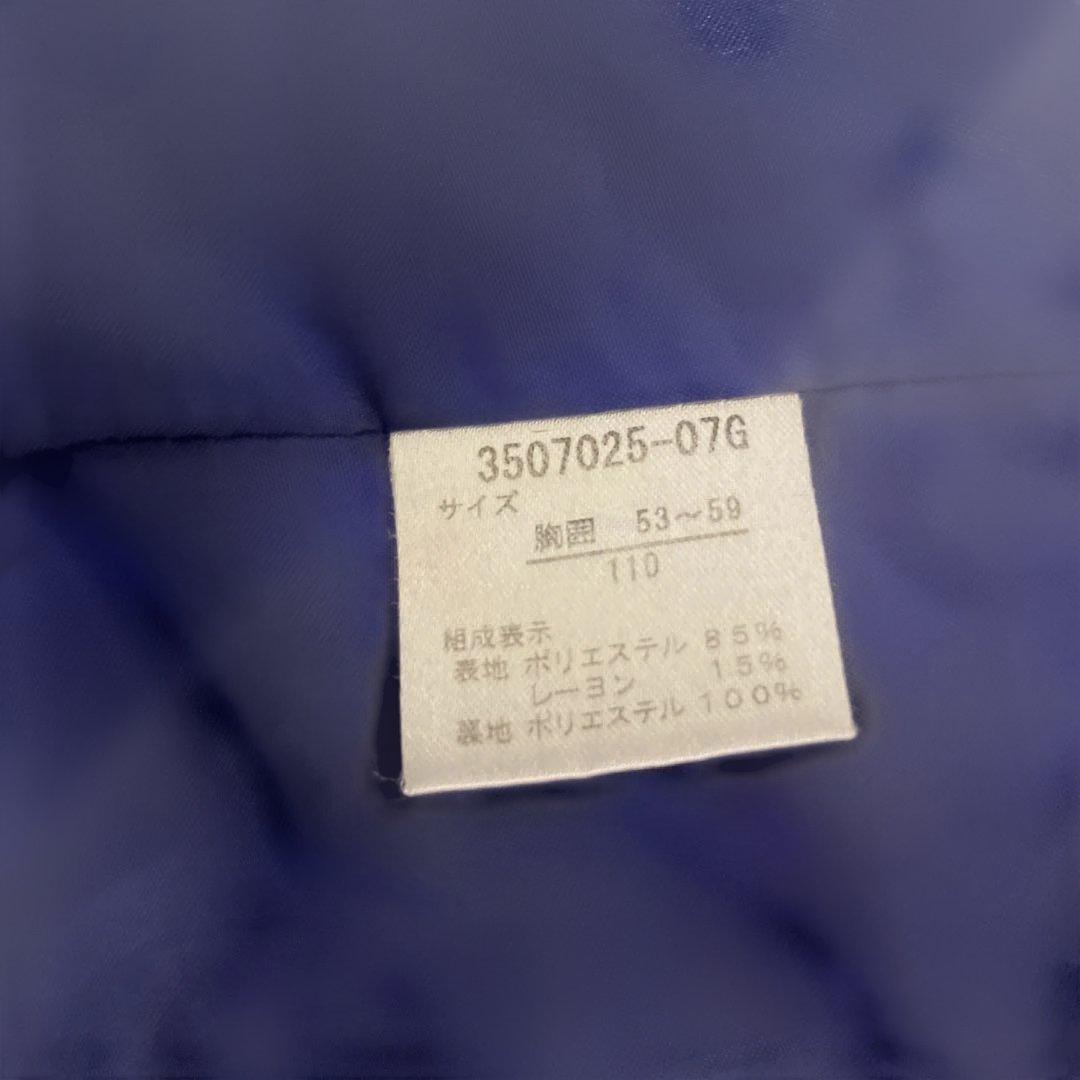 3507025-07G
サイズ
胸囲 53～59
110
組成表示
表地 ポリエステル 85%
レーヨン 15%
裏地 ポリエステル 100%